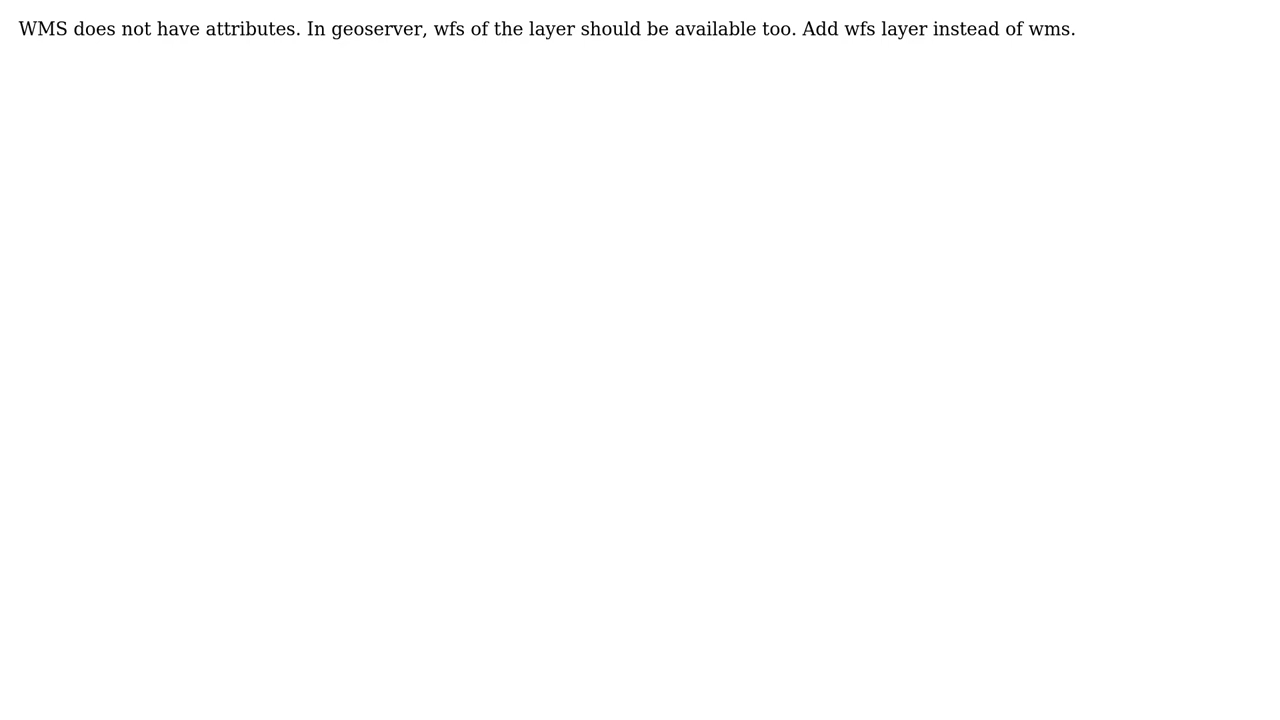 WMS does not have attributes. In geoserver, wfs of the layer should be available too. Add wfs layer instead of wms.